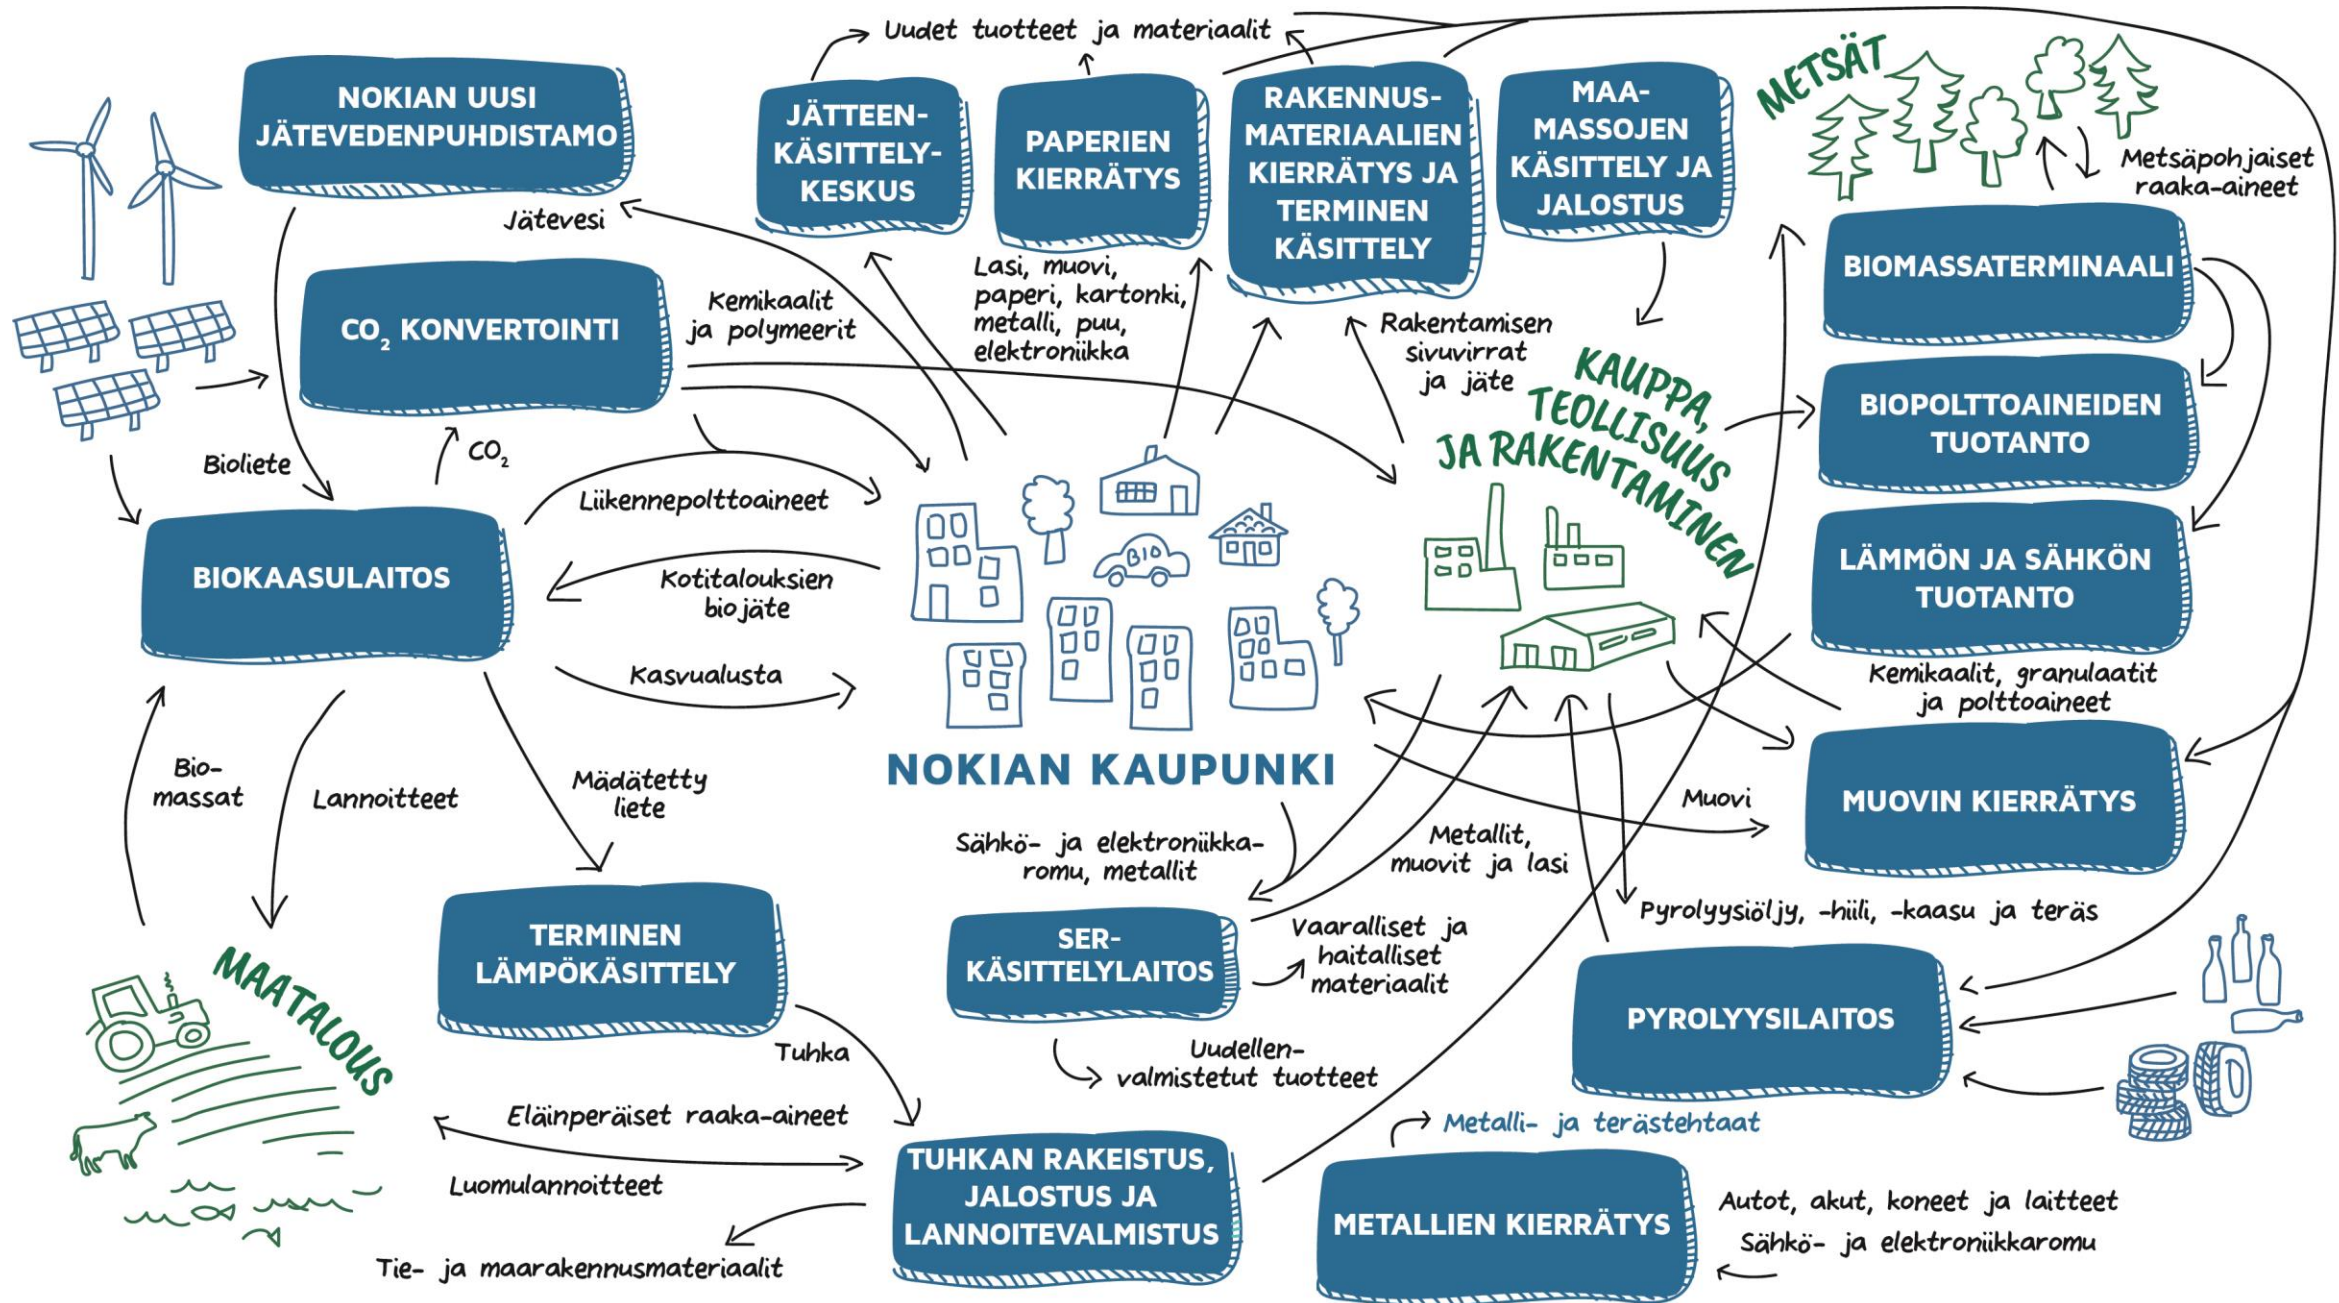 Uudet tuotteet ja materiaalit
NOKIAN UUSI
JÄTEVEDENPUHDISTAMO
JÄTTEEN-
KÄSITTELY-
KESKUS
PAPERIEN
KIERRÄTYS
RAKENNUS-
MATERIAALIEN
KIERRÄTYS JA
TERMINEN
KÄSITTELY
MAA-
MASSOJEN
KÄSITTELY JA
JALOSTUS
METSÄT
Metsäpohjaiset
raaka-aineet
Jätevesi
BIOMASSATERMINAALI
CO₂ KONVERTOINTI
Kemikaalit
ja polymeerit
Lasi, muovi,
paperi, kartonki,
metalli, puu,
elektroniikka
Rakentamisen
sivuvirrat
ja jäte
KAUPPA,
TEOLLISUUS
JA RAKENTAMINEN
BIOPOLTTOAINEIDEN
TUOTANTO
Bioliete
CO₂
Liikennepolttoaineet
BIO
LÄMMÖN JA SÄHKÖN
TUOTANTO
BIOKAASULAITOS
Kotitalouksien
biojäte
Kasvualusta
Kemikaalit, granulaatit
ja polttoaineet
NOKIAN KAUPUNKI
Bio-
massat
Lannoitteet
Mädätetty
liete
Muovi
MUOVIN KIERRÄTYS
Sähkö- ja elektroniikka-
romu, metallit
Metallit,
muovit ja lasi
Pyrolyysiöljy, -hiili, -kaasu ja teräs
TERMINEN
LÄMPÖKÄSITTELY
SER-
KÄSITTELYLAITOS
Vaaralliset ja
haitalliset
materiaalit
PYROLYYSILAITOS
MAATALOUS
Tuhka
Uudellen-
valmistetut tuotteet
Eläinperäiset raaka-aineet
Metalli- ja terästehtaat
Luomulannoitteet
TUHKAN RAKEISTUS,
JALOSTUS JA
LANNOITEVALMISTUS
METALLIEN KIERRÄTYS
Autot, akut, koneet ja laitteet
Sähkö- ja elektroniikkaromu
Tie- ja maarakennusmateriaalit